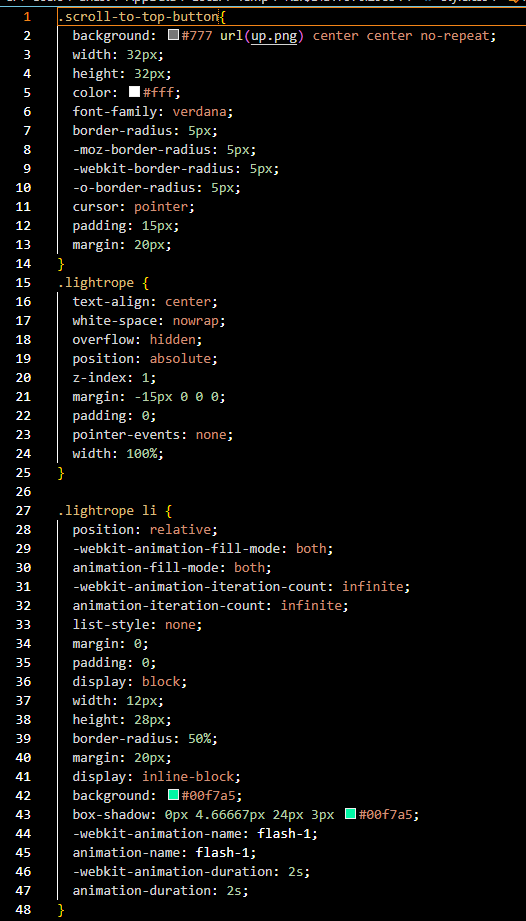 1 .scroll-to-top-button{
2 background: #777 url(up.png) center center no-repeat;
3 width: 32px;
4 height: 32px;
5 color: #fff;
6 font-family: verdana;
7 border-radius: 5px;
8 -moz-border-radius: 5px;
9 -webkit-border-radius: 5px;
10 -o-border-radius: 5px;
11 cursor: pointer;
12 padding: 15px;
13 margin: 20px;
14 }
15 .lightrope {
16 text-align: center;
17 white-space: nowrap;
18 overflow: hidden;
19 position: absolute;
20 z-index: 1;
21 margin: -15px 0 0 0;
22 padding: 0;
23 pointer-events: none;
24 width: 100%;
25 }
26
27 .lightrope li {
28 position: relative;
29 -webkit-animation-fill-mode: both;
30 animation-fill-mode: both;
31 -webkit-animation-iteration-count: infinite;
32 animation-iteration-count: infinite;
33 list-style: none;
34 margin: 0;
35 padding: 0;
36 display: block;
37 width: 12px;
38 height: 28px;
39 border-radius: 50%;
40 margin: 20px;
41 display: inline-block;
42 background: #00f7a5;
43 box-shadow: 0px 4.66667px 24px 3px #00f7a5;
44 -webkit-animation-name: flash-1;
45 animation-name: flash-1;
46 -webkit-animation-duration: 2s;
47 animation-duration: 2s;
48 }